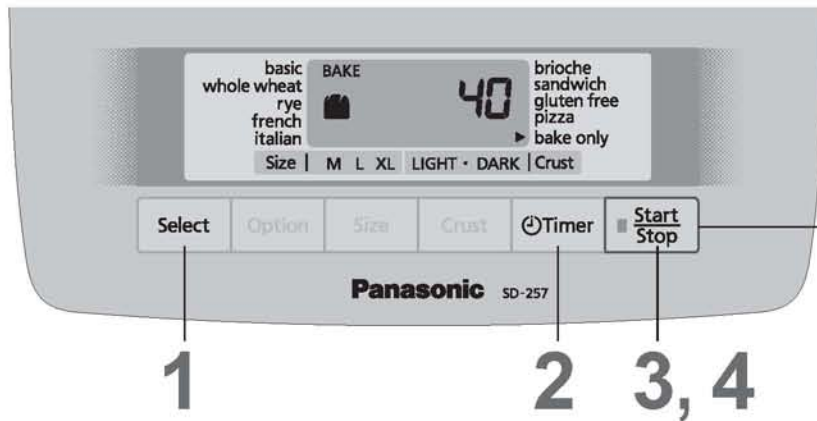 basic
whole wheat
rye
french
italian
BAKE
40
brioche
sandwich
gluten free
pizza
▶ bake only
Size | M L XL LIGHT · DARK | Crust
Select Option Size Crust Timer Start
Stop
Panasonic SD-257
1 2 3, 4